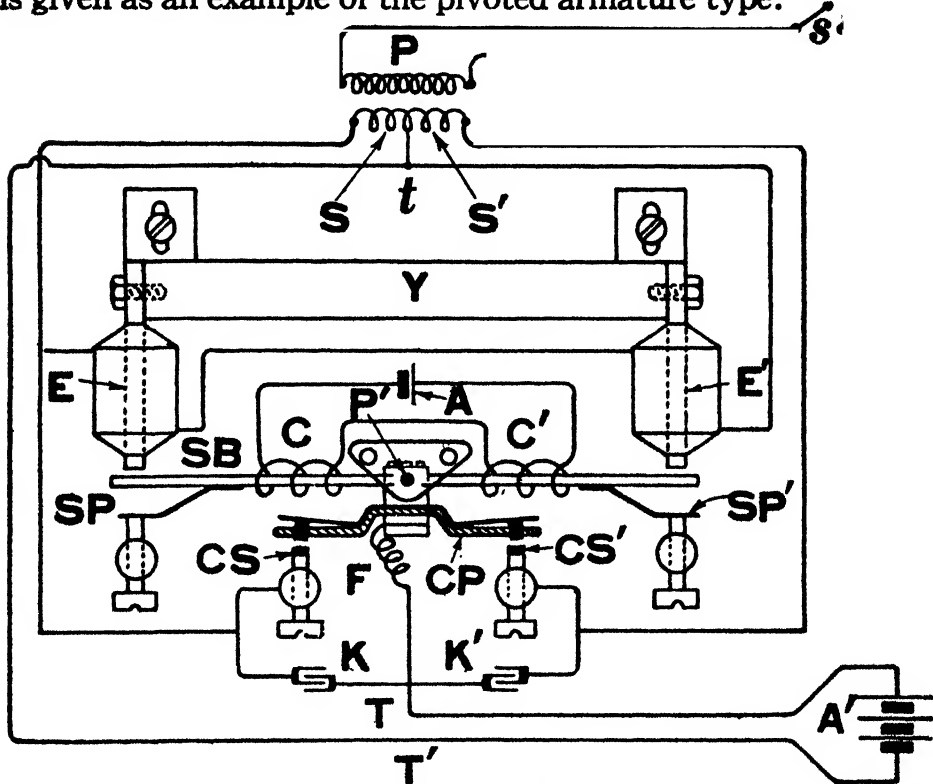 is given as an example of the pivoted armature type.
s
P
S t S'
Y
E E'
P' A
C C'
SB
SP SP'
CS F CP CS'
K K'
T A'
T'